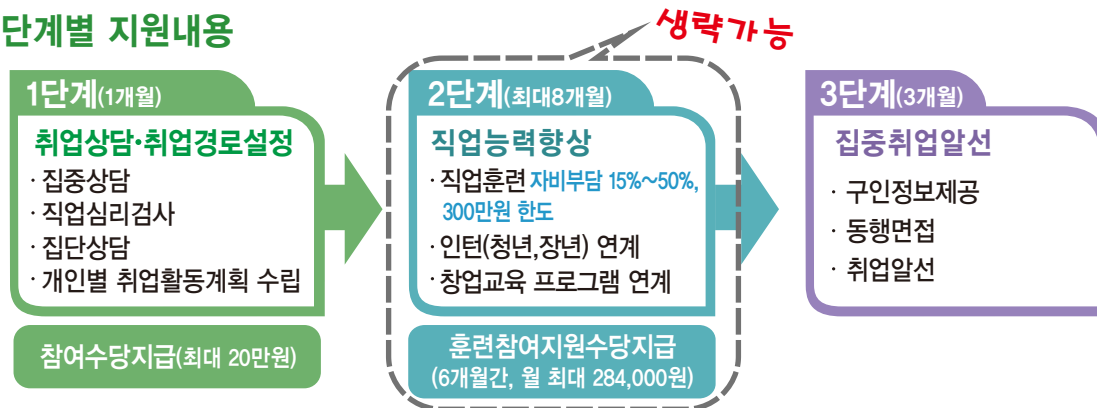 단계별 지원내용
생략가능
1단계(1개월)
취업상담·취업경로설정
· 집중상담
· 직업심리검사
· 집단상담
· 개인별 취업활동계획 수립
참여수당지급(최대 20만원)
2단계(최대8개월)
직업능력향상
· 직업훈련 자비부담 15%~50%,
300만원 한도
· 인턴(청년,장년) 연계
· 창업교육 프로그램 연계
훈련참여지원수당지급
(6개월간, 월 최대 284,000원)
3단계(3개월)
집중취업알선
· 구인정보제공
· 동행면접
· 취업알선